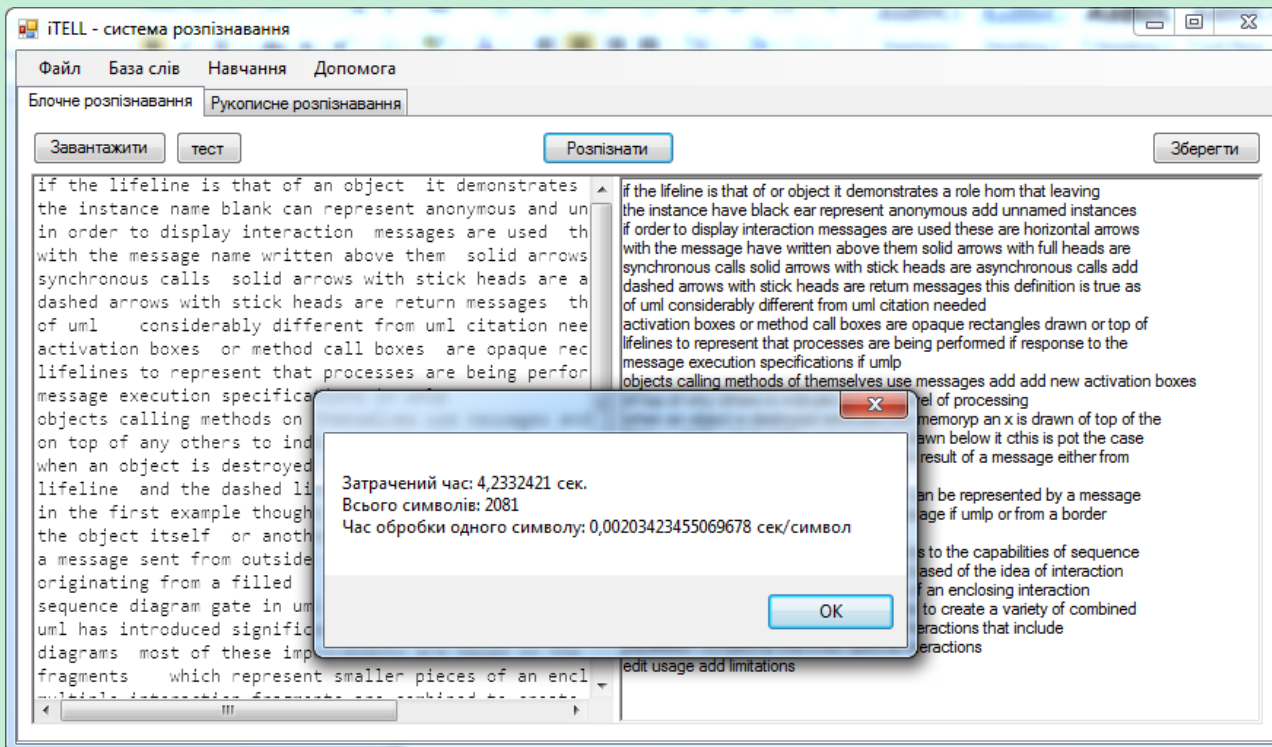 iTELL - система розпізнавання
Файл База слів Навчання Допомога
Блочне розпізнавання Рукописне розпізнавання
Завантажити тест Розпізнати Зберегти
if the lifeline is that of an object it demonstrates
the instance name blank can represent anonymous and un
in order to display interaction messages are used th
with the message name written above them solid arrows
synchronous calls solid arrows with stick heads are a
dashed arrows with stick heads are return messages th
of uml considerably different from uml citation nee
activation boxes or method call boxes are opaque rec
lifelines to represent that processes are being perfor
message execution specific
objects calling methods on
on top of any others to ind
when an object is destroyed
lifeline and the dashed li
in the first example though
the object itself or anoth
a message sent from outside
originating from a filled
sequence diagram gate in um
uml has introduced signific
diagrams most of these imp
fragments which represent smaller pieces of an encl
if the lifeline is that of or object it demonstrates a role hom that leaving
the instance have black ear represent anonymous add unnamed instances
if order to display interaction messages are used these are horizontal arrows
with the message have written above them solid arrows with full heads are
synchronous calls solid arrows with stick heads are asynchronous calls add
dashed arrows with stick heads are return messages this definition is true as
of uml considerably different from uml citation needed
activation boxes or method call boxes are opaque rectangles drawn or top of
lifelines to represent that processes are being performed if response to the
message execution specifications if umlp
objects calling methods of themselves use messages add add new activation boxes
vel of processing
memoryp an x is drawn of top of the
awn below it cthis is pot the case
result of a message either from
an be represented by a message
age if umlp or from a border
s to the capabilities of sequence
ased of the idea of interaction
f an enclosing interaction
to create a variety of combined
eractions that include
eractions
edit usage add limitations
Затрачений час: 4,2332421 сек.
Всього символів: 2081
Час обробки одного символу: 0,00203423455069678 сек/символ
OK